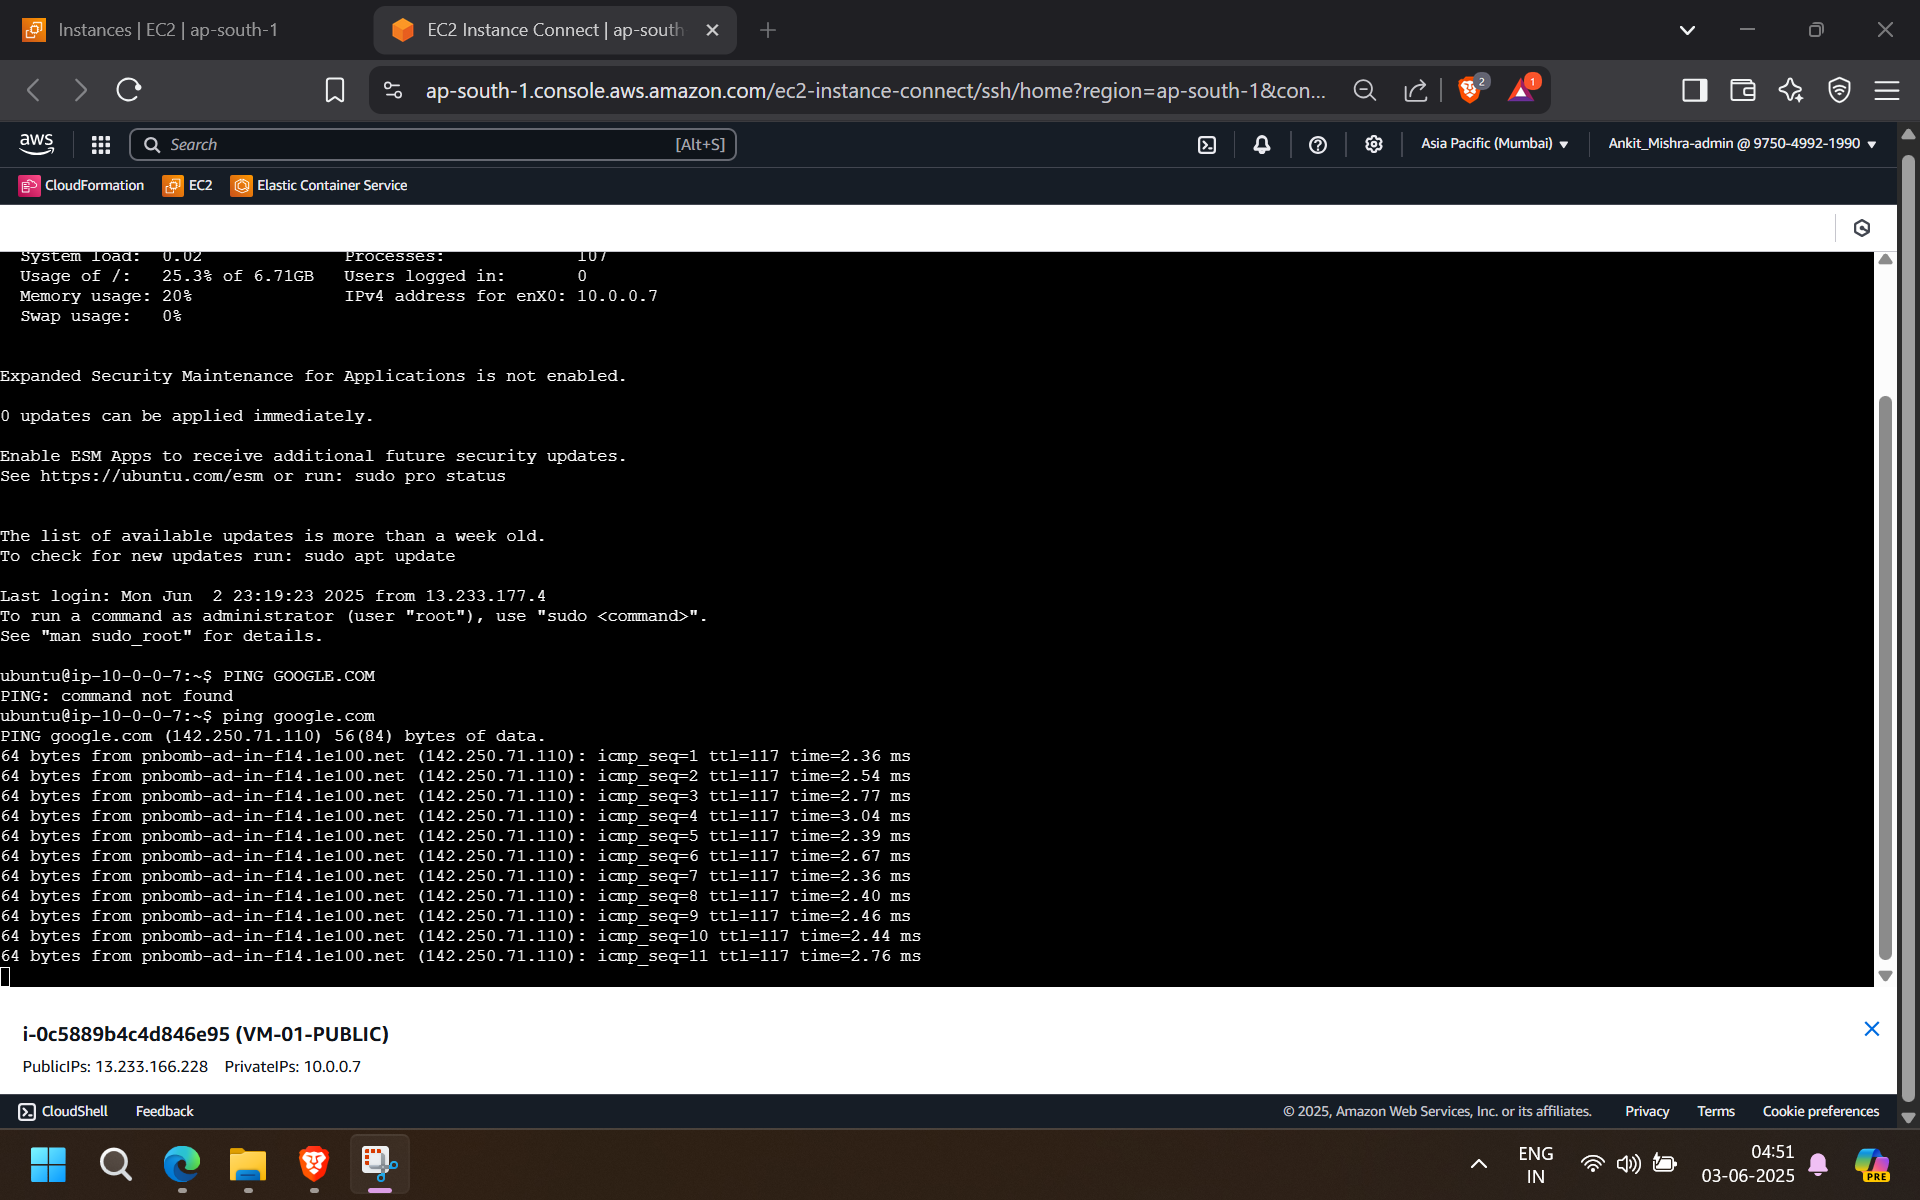 Instances | EC2 | ap-south-1
EC2 Instance Connect | ap-south
ap-south-1.console.aws.amazon.com/ec2-instance-connect/ssh/home?region=ap-south-1&con...
2
1
aws
Search
[Alt+S]
Asia Pacific (Mumbai)
Ankit_Mishra-admin @ 9750-4992-1990
CloudFormation
EC2
Elastic Container Service
System load:  0.02                Processes:             107
Usage of /:   25.3% of 6.71GB   Users logged in:       0
Memory usage: 20%               IPv4 address for enX0: 10.0.0.7
Swap usage:   0%
Expanded Security Maintenance for Applications is not enabled.
0 updates can be applied immediately.
Enable ESM Apps to receive additional future security updates.
See https://ubuntu.com/esm or run: sudo pro status
The list of available updates is more than a week old.
To check for new updates run: sudo apt update
Last login: Mon Jun  2 23:19:23 2025 from 13.233.177.4
To run a command as administrator (user "root"), use "sudo <command>".
See "man sudo_root" for details.
ubuntu@ip-10-0-0-7:~$ PING GOOGLE.COM
PING: command not found
ubuntu@ip-10-0-0-7:~$ ping google.com
PING google.com (142.250.71.110) 56(84) bytes of data.
64 bytes from pnbomb-ad-in-f14.1e100.net (142.250.71.110): icmp_seq=1 ttl=117 time=2.36 ms
64 bytes from pnbomb-ad-in-f14.1e100.net (142.250.71.110): icmp_seq=2 ttl=117 time=2.54 ms
64 bytes from pnbomb-ad-in-f14.1e100.net (142.250.71.110): icmp_seq=3 ttl=117 time=2.77 ms
64 bytes from pnbomb-ad-in-f14.1e100.net (142.250.71.110): icmp_seq=4 ttl=117 time=3.04 ms
64 bytes from pnbomb-ad-in-f14.1e100.net (142.250.71.110): icmp_seq=5 ttl=117 time=2.39 ms
64 bytes from pnbomb-ad-in-f14.1e100.net (142.250.71.110): icmp_seq=6 ttl=117 time=2.67 ms
64 bytes from pnbomb-ad-in-f14.1e100.net (142.250.71.110): icmp_seq=7 ttl=117 time=2.36 ms
64 bytes from pnbomb-ad-in-f14.1e100.net (142.250.71.110): icmp_seq=8 ttl=117 time=2.40 ms
64 bytes from pnbomb-ad-in-f14.1e100.net (142.250.71.110): icmp_seq=9 ttl=117 time=2.46 ms
64 bytes from pnbomb-ad-in-f14.1e100.net (142.250.71.110): icmp_seq=10 ttl=117 time=2.44 ms
64 bytes from pnbomb-ad-in-f14.1e100.net (142.250.71.110): icmp_seq=11 ttl=117 time=2.76 ms
i-0c5889b4c4d846e95 (VM-01-PUBLIC)
PublicIPs: 13.233.166.228    PrivateIPs: 10.0.0.7
CloudShell
Feedback
© 2025, Amazon Web Services, Inc. or its affiliates.
Privacy
Terms
Cookie preferences
ENG
IN
04:51
03-06-2025
PRE